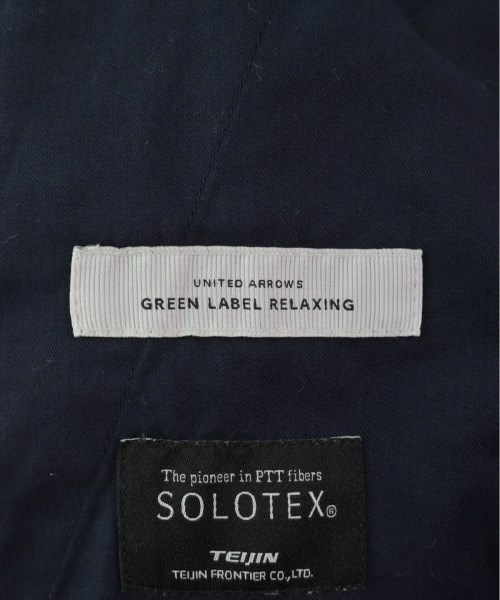 UNITED ARROWS
GREEN LABEL RELAXING
The pioneer in PTT fibers
SOLOTEX®
TEIJIN
TEIJIN FRONTIER CO.,LTD.